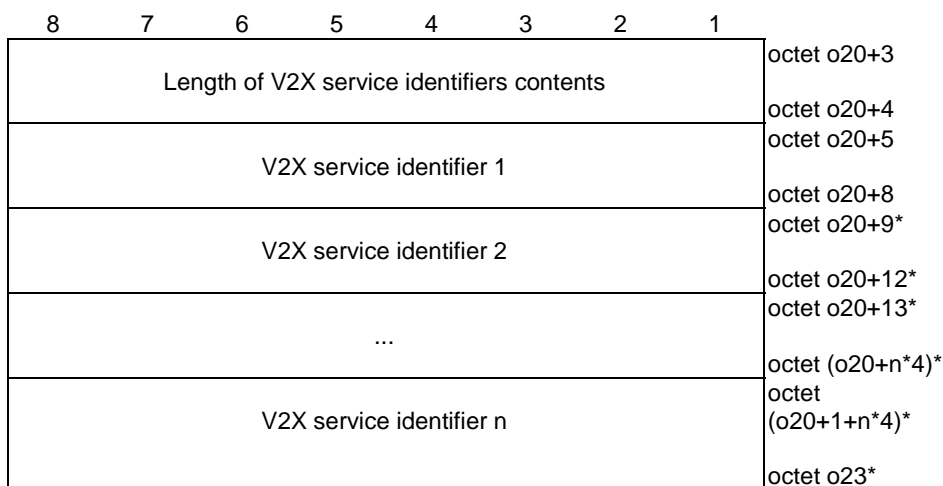 8 7 6 5 4 3 2 1
Length of V2X service identifiers contents
octet o20+3
octet o20+4
V2X service identifier 1
octet o20+5
octet o20+8
V2X service identifier 2
octet o20+9*
octet o20+12*
...
octet o20+13*
octet (o20+n*4)*
V2X service identifier n
octet
(o20+1+n*4)*
octet o23*